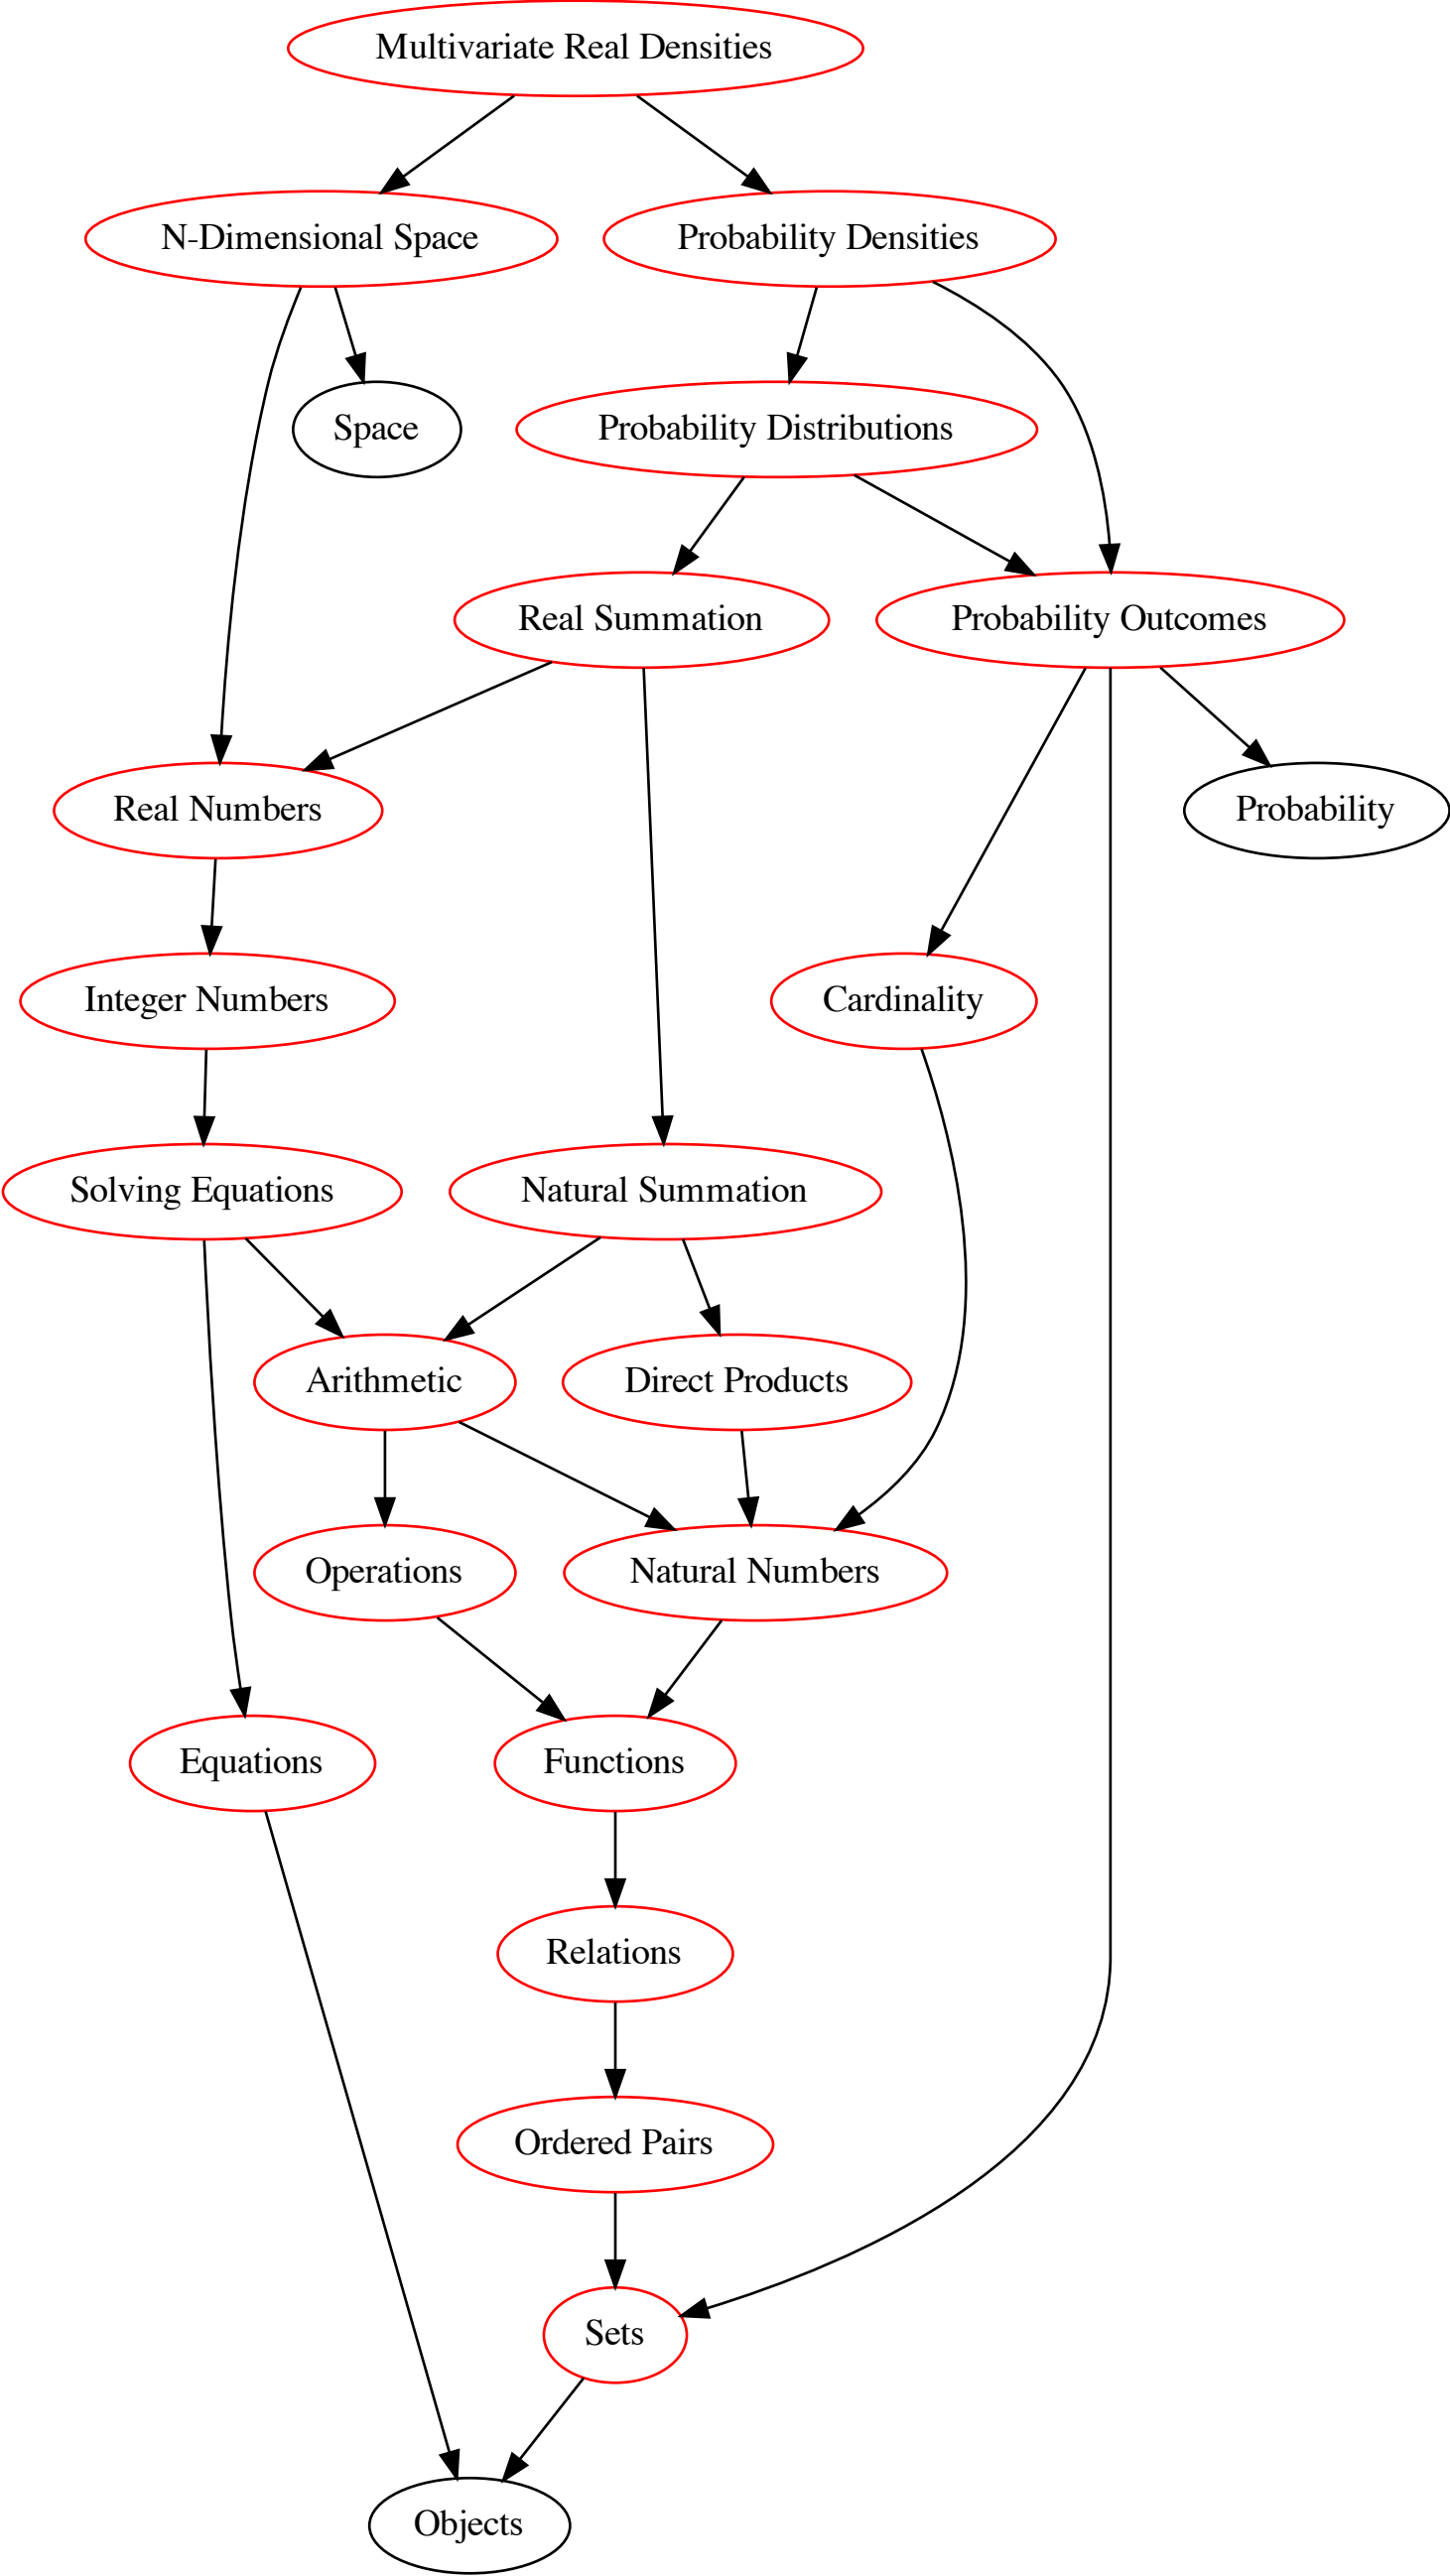 Multivariate Real Densities
N-Dimensional Space
Probability Densities
Space
Probability Distributions
Real Summation
Probability Outcomes
Real Numbers
Probability
Integer Numbers
Cardinality
Solving Equations
Natural Summation
Arithmetic
Direct Products
Operations
Natural Numbers
Equations
Functions
Relations
Ordered Pairs
Sets
Objects